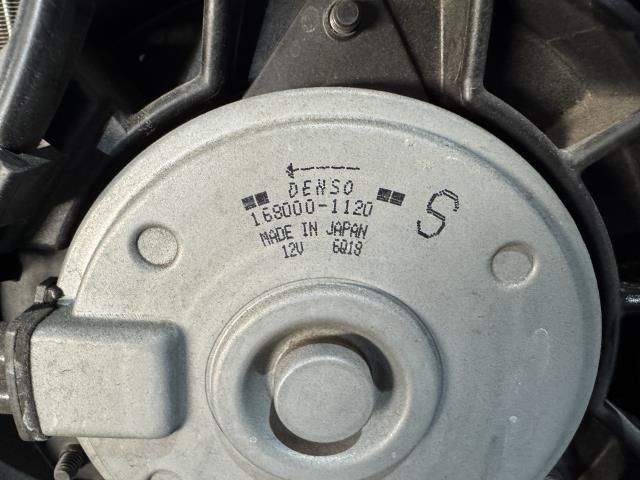 DENSO
168000-1120
S
MADE IN JAPAN
12V 6Q19